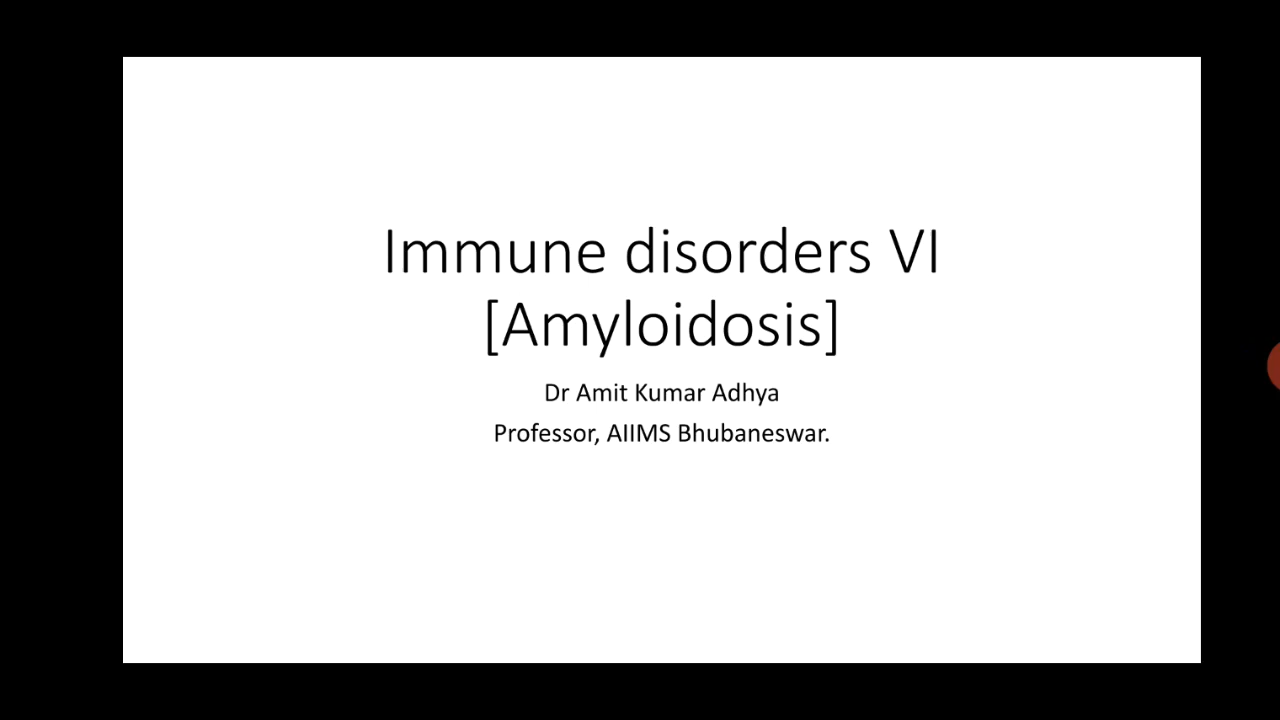 Immune disorders VI
[Amyloidosis]
Dr Amit Kumar Adhya
Professor, AIIMS Bhubaneswar.